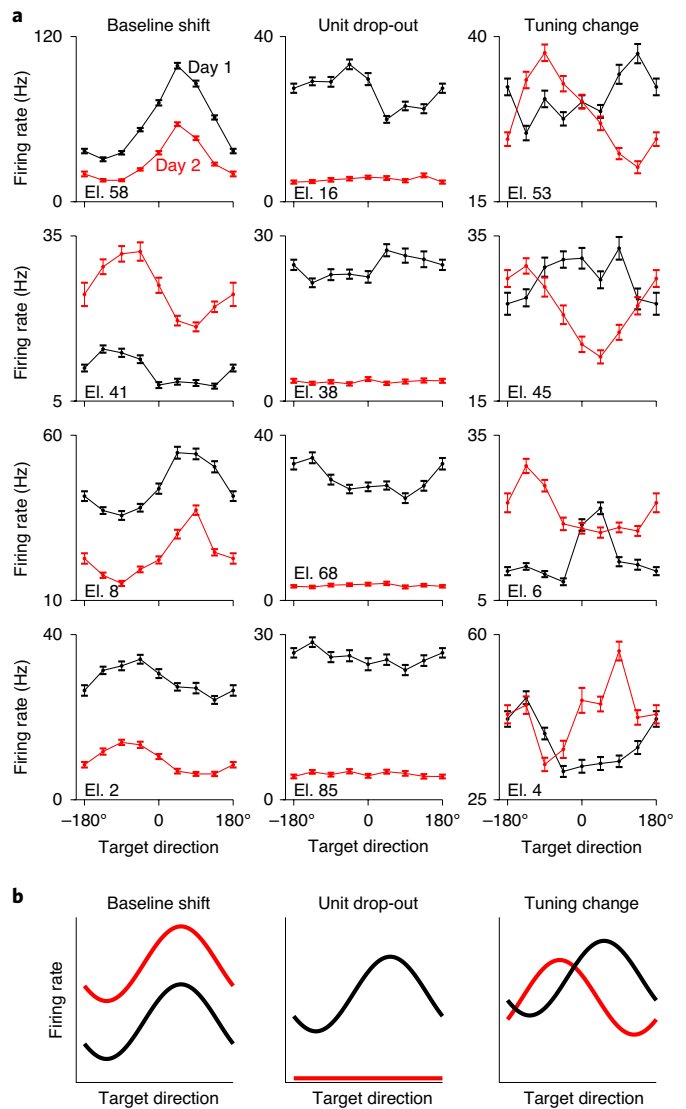 a
Baseline shift
Unit drop-out
Tuning change
Firing rate (Hz)
120
0
Day 1
Day 2
El. 58
40
0
El. 16
40
15
El. 53
Firing rate (Hz)
35
5
El. 41
30
0
El. 38
35
15
El. 45
Firing rate (Hz)
60
10
El. 8
40
0
El. 68
35
5
El. 6
Firing rate (Hz)
40
0
El. 2
−180° 0 180°
Target direction
30
0
El. 85
−180° 0 180°
Target direction
60
25
El. 4
−180° 0 180°
Target direction
b
Baseline shift
Unit drop-out
Tuning change
Firing rate
Target direction
Target direction
Target direction